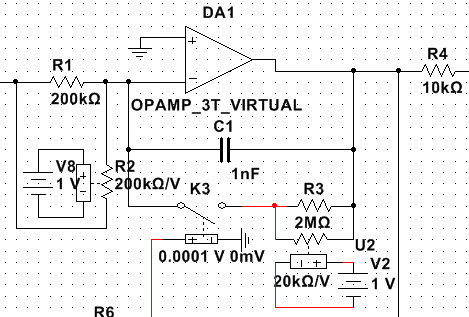 DA1
+
−
R1
200kΩ
OPAMP_3T_VIRTUAL
R4
10kΩ
C1
1nF
V8
1 V
+
−
R2
200kΩ/V
K3
R3
2MΩ
+ −
0.0001 V 0mV
U2
+ −
20kΩ/V
V2
1 V
R6